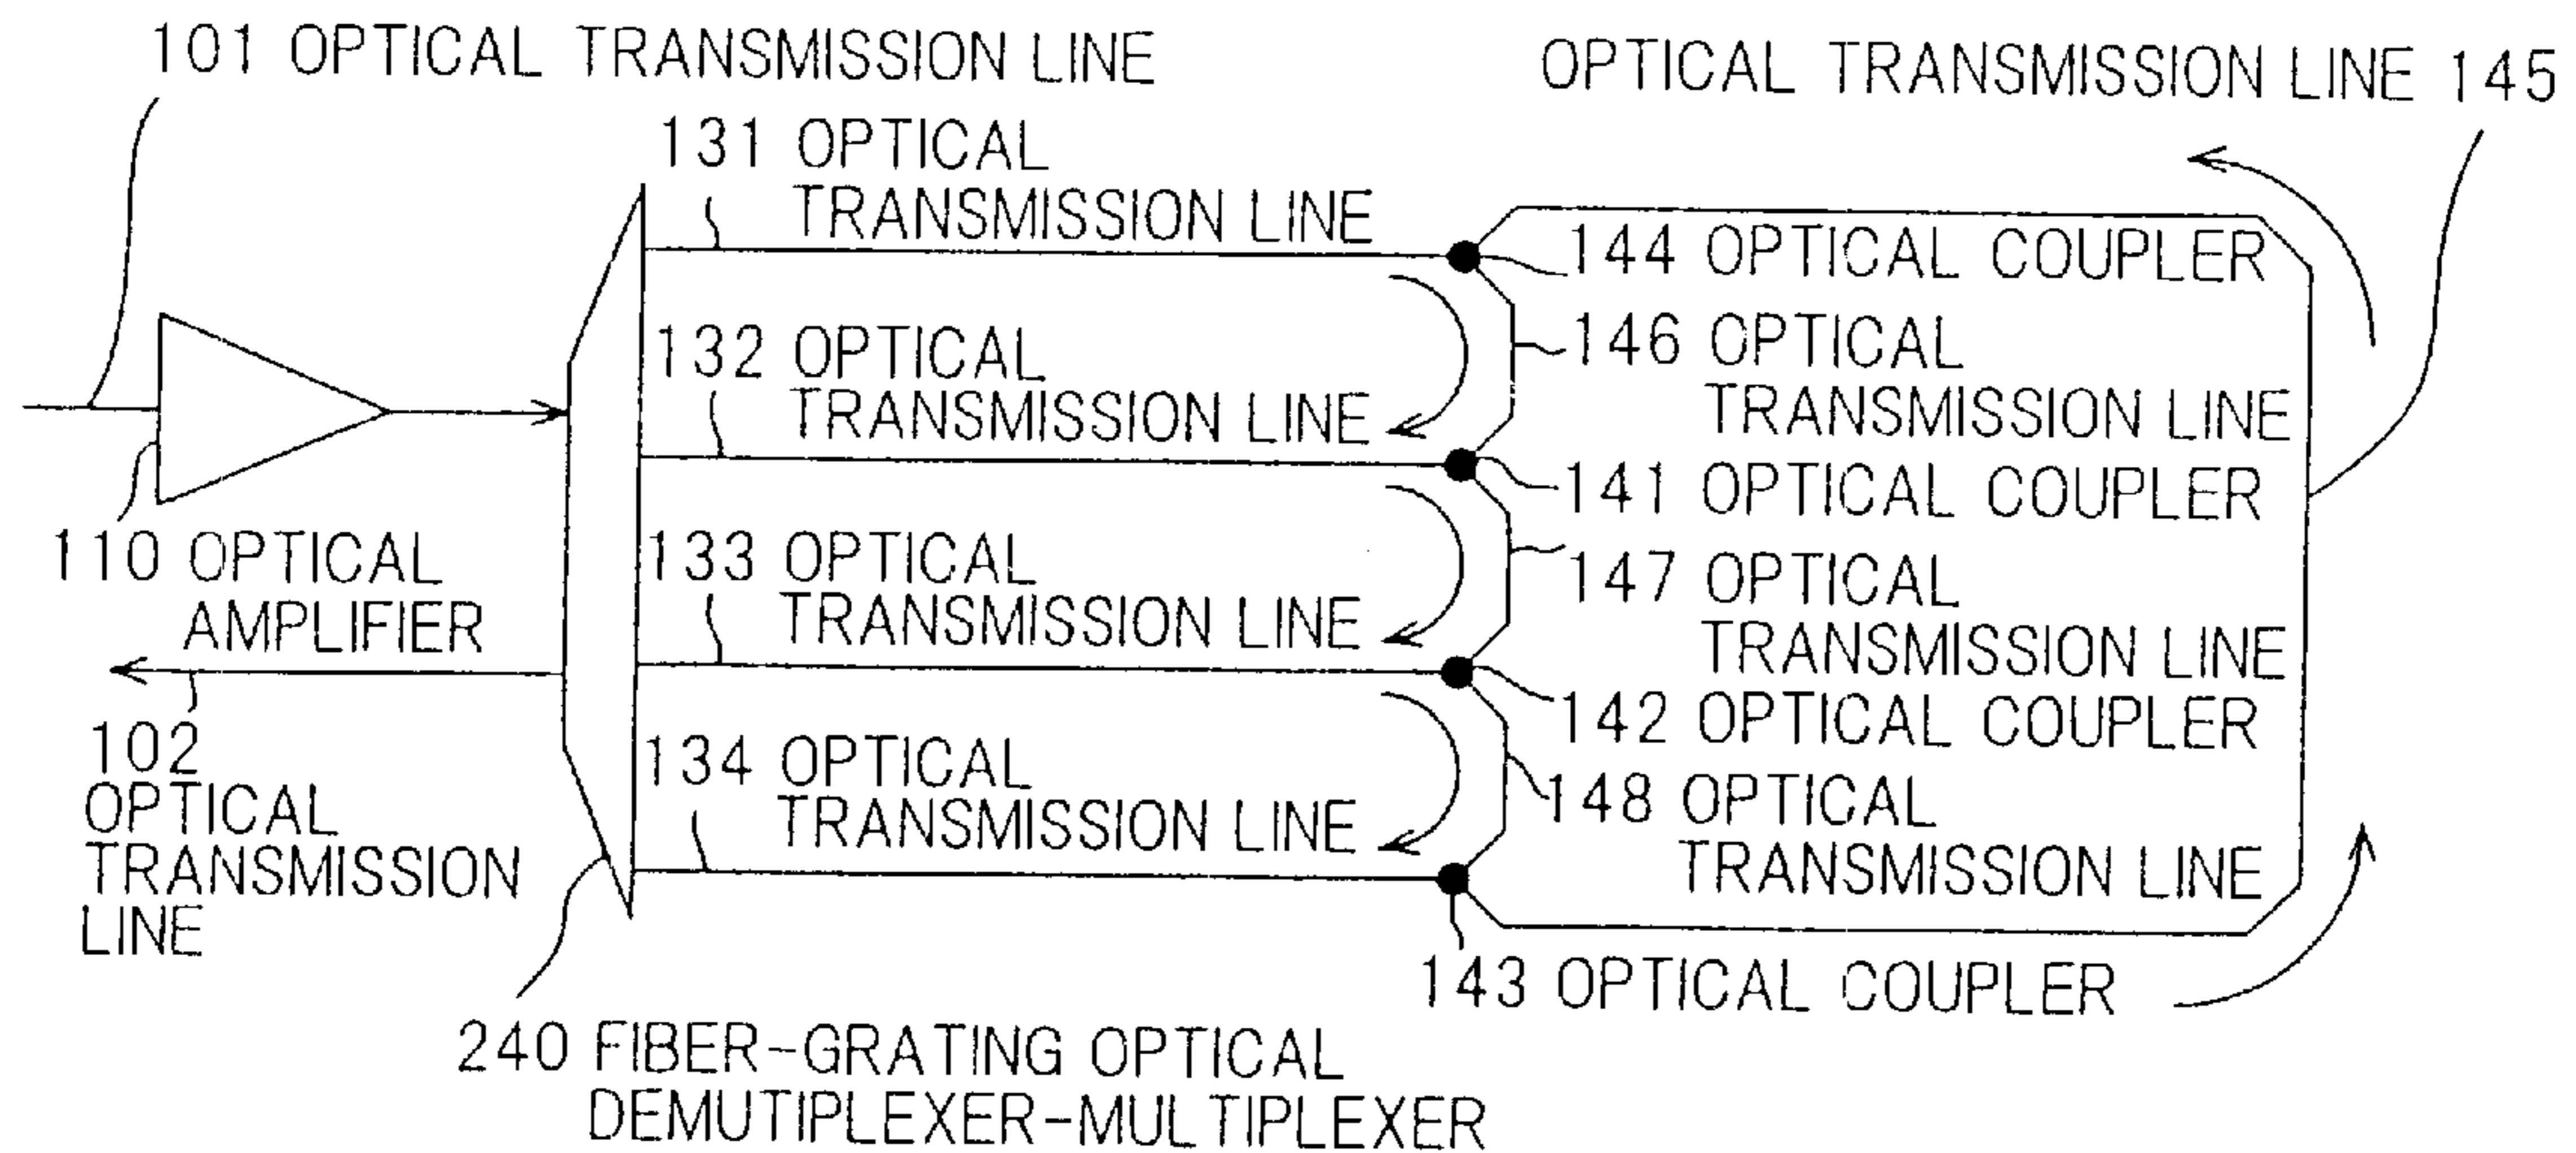 101 OPTICAL TRANSMISSION LINE
OPTICAL TRANSMISSION LINE 145
131 OPTICAL
TRANSMISSION LINE
144 OPTICAL COUPLER
132 OPTICAL
TRANSMISSION LINE
146 OPTICAL
TRANSMISSION LINE
141 OPTICAL COUPLER
110 OPTICAL
AMPLIFIER
133 OPTICAL
TRANSMISSION LINE
147 OPTICAL
TRANSMISSION LINE
142 OPTICAL COUPLER
102
OPTICAL
TRANSMISSION
LINE
134 OPTICAL
TRANSMISSION LINE
148 OPTICAL
TRANSMISSION LINE
143 OPTICAL COUPLER
240 FIBER-GRATING OPTICAL
DEMUTIPLEXER-MULTIPLEXER